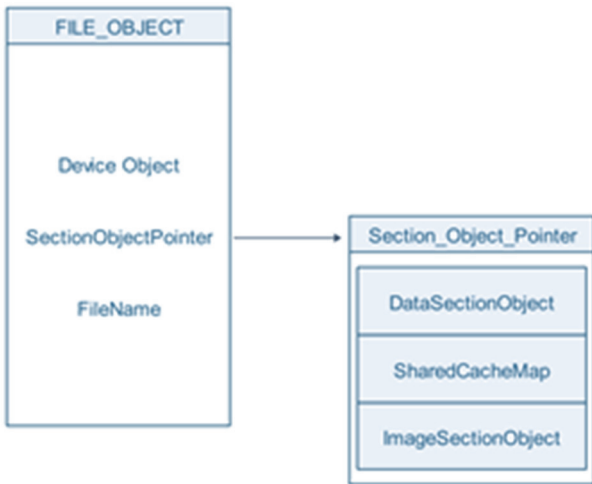 FILE_OBJECT
Device Object
SectionObjectPointer
FileName
Section_Object_Pointer
DataSectionObject
SharedCacheMap
ImageSectionObject